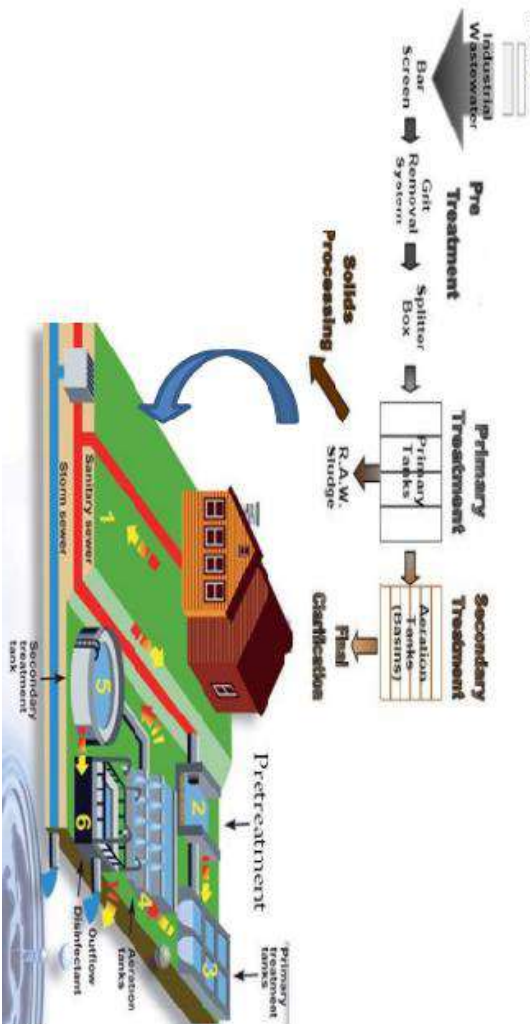 Industrial
Wastewater
Pre
Treatment
Bar
Screen
Grit
Removal
System
Splitter
Box
Primary
Treatment
Primary
Tanks
R.A.W.
Sludge
Solids
Processing
Secondary
Treatment
Aeration
Tanks
(Basins)
Final
Clarification
Sanitary sewer
Storm sewer
1
Pretreatment
2
Primary
treatment
tanks
3
4
Aeration
tanks
5
Secondary
treatment
tank
6
Outflow
Disinfectant